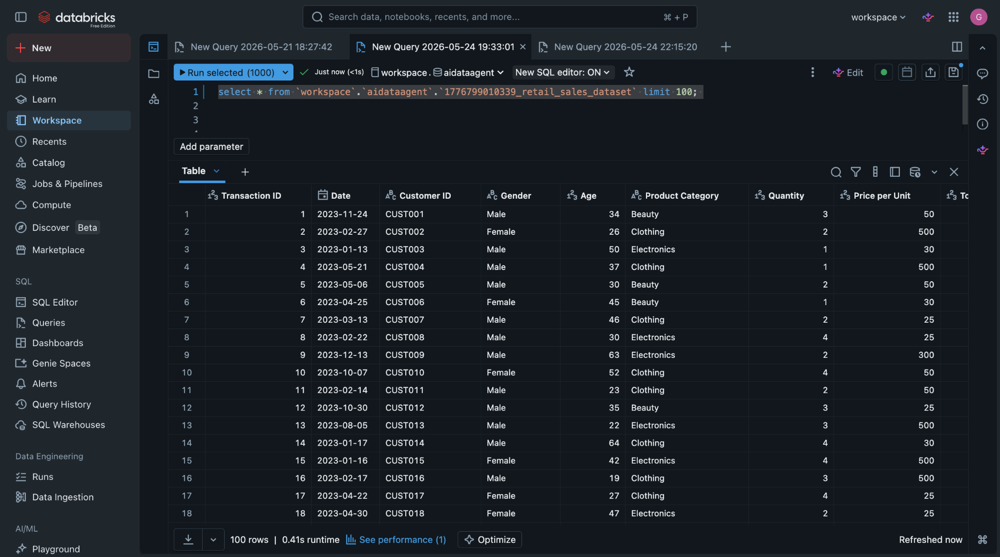 databricks
Free Edition
Search data, notebooks, recents, and more...
⌘ + P
workspace
G
New
Home
Learn
Workspace
Recents
Catalog
Jobs & Pipelines
Compute
Discover Beta
Marketplace
SQL
SQL Editor
Queries
Dashboards
Genie Spaces
Alerts
Query History
SQL Warehouses
Data Engineering
Runs
Data Ingestion
AI/ML
Playground
New Query 2026-05-21 18:27:42
New Query 2026-05-24 19:33:01
New Query 2026-05-24 22:15:20
Run selected (1000)
Just now (<1s)
workspace . aidataagent
New SQL editor: ON
Edit
1 select * from `workspace`.`aidataagent`.`1776799010339_retail_sales_dataset` limit 100;
2
3
Add parameter
Table
Transaction ID Date Customer ID Gender Age Product Category Quantity Price per Unit To
1 1 2023-11-24 CUST001 Male 34 Beauty 3 50
2 2 2023-02-27 CUST002 Female 26 Clothing 2 500
3 3 2023-01-13 CUST003 Male 50 Electronics 1 30
4 4 2023-05-21 CUST004 Male 37 Clothing 1 500
5 5 2023-05-06 CUST005 Male 30 Beauty 2 50
6 6 2023-04-25 CUST006 Female 45 Beauty 1 30
7 7 2023-03-13 CUST007 Male 46 Clothing 2 25
8 8 2023-02-22 CUST008 Male 30 Electronics 4 25
9 9 2023-12-13 CUST009 Male 63 Electronics 2 300
10 10 2023-10-07 CUST010 Female 52 Clothing 4 50
11 11 2023-02-14 CUST011 Male 23 Clothing 2 50
12 12 2023-10-30 CUST012 Male 35 Beauty 3 25
13 13 2023-08-05 CUST013 Male 22 Electronics 3 500
14 14 2023-01-17 CUST014 Male 64 Clothing 4 30
15 15 2023-01-16 CUST015 Female 42 Electronics 4 500
16 16 2023-02-17 CUST016 Male 19 Clothing 3 500
17 17 2023-04-22 CUST017 Female 27 Clothing 4 25
18 18 2023-04-30 CUST018 Female 47 Electronics 2 25
100 rows | 0.41s runtime
See performance (1)
Optimize
Refreshed now